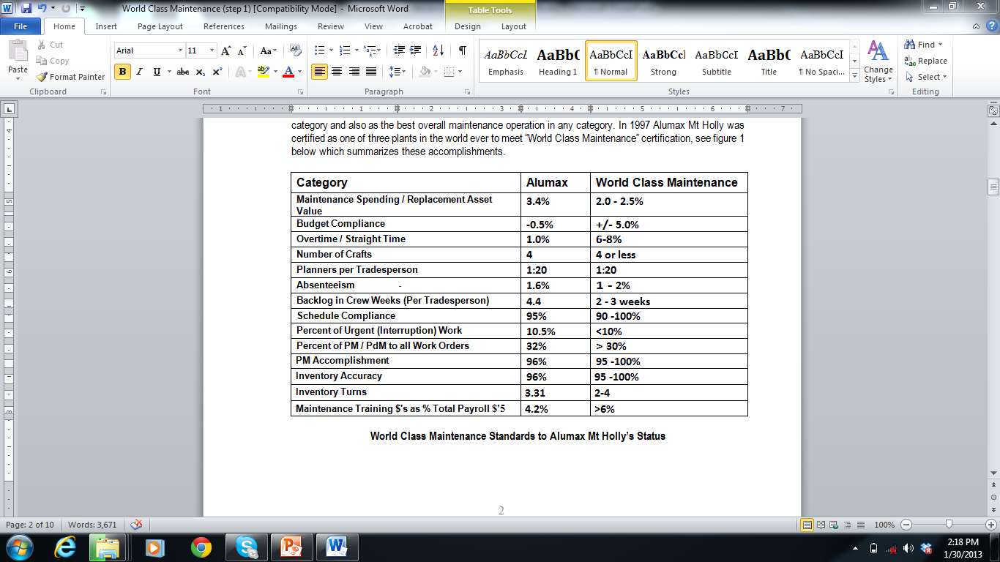 World Class Maintenance (step 1) [Compatibility Mode] - Microsoft Word
Table Tools
File Home Insert Page Layout References Mailings Review View Acrobat Design Layout
Paste
Cut
Copy
Format Painter
Clipboard
Arial 11
Font
Paragraph
AaBbCcI AaBbC AaBbCcI AaBbCcI AaBbCcI AaBbC AaBbCcI
Emphasis Heading 1 ¶ Normal Strong Subtitle Title ¶ No Spaci...
Change Styles
Styles
Find
Replace
Select
Editing
category and also as the best overall maintenance operation in any category. In 1997 Alumax Mt Holly was
certified as one of three plants in the world ever to meet “World Class Maintenance” certification, see figure 1
below which summarizes these accomplishments.
Category Alumax World Class Maintenance
Maintenance Spending / Replacement Asset
Value 3.4% 2.0 - 2.5%
Budget Compliance -0.5% +/- 5.0%
Overtime / Straight Time 1.0% 6-8%
Number of Crafts 4 4 or less
Planners per Tradesperson 1:20 1:20
Absenteeism - 1.6% 1 – 2%
Backlog in Crew Weeks (Per Tradesperson) 4.4 2 - 3 weeks
Schedule Compliance 95% 90 -100%
Percent of Urgent (Interruption) Work 10.5% <10%
Percent of PM / PdM to all Work Orders 32% > 30%
PM Accomplishment 96% 95 -100%
Inventory Accuracy 96% 95 -100%
Inventory Turns 3.31 2-4
Maintenance Training $'s as % Total Payroll $'5 4.2% >6%
World Class Maintenance Standards to Alumax Mt Holly’s Status
2
Page: 2 of 10 Words: 3,671 100%
2:18 PM
1/30/2013